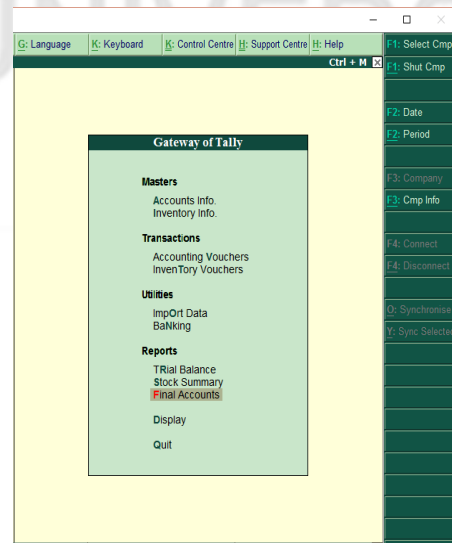 G: Language K: Keyboard K: Control Centre H: Support Centre H: Help
Ctrl + M
Gateway of Tally
Masters
Accounts Info.
Inventory Info.
Transactions
Accounting Vouchers
InvenTory Vouchers
Utilities
ImpOrt Data
BaNking
Reports
TRial Balance
Stock Summary
Final Accounts
Display
Quit
F1: Select Cmp
F1: Shut Cmp
F2: Date
F2: Period
F3: Company
F3: Cmp Info
F4: Connect
F4: Disconnect
O: Synchronise
Y: Sync Selected